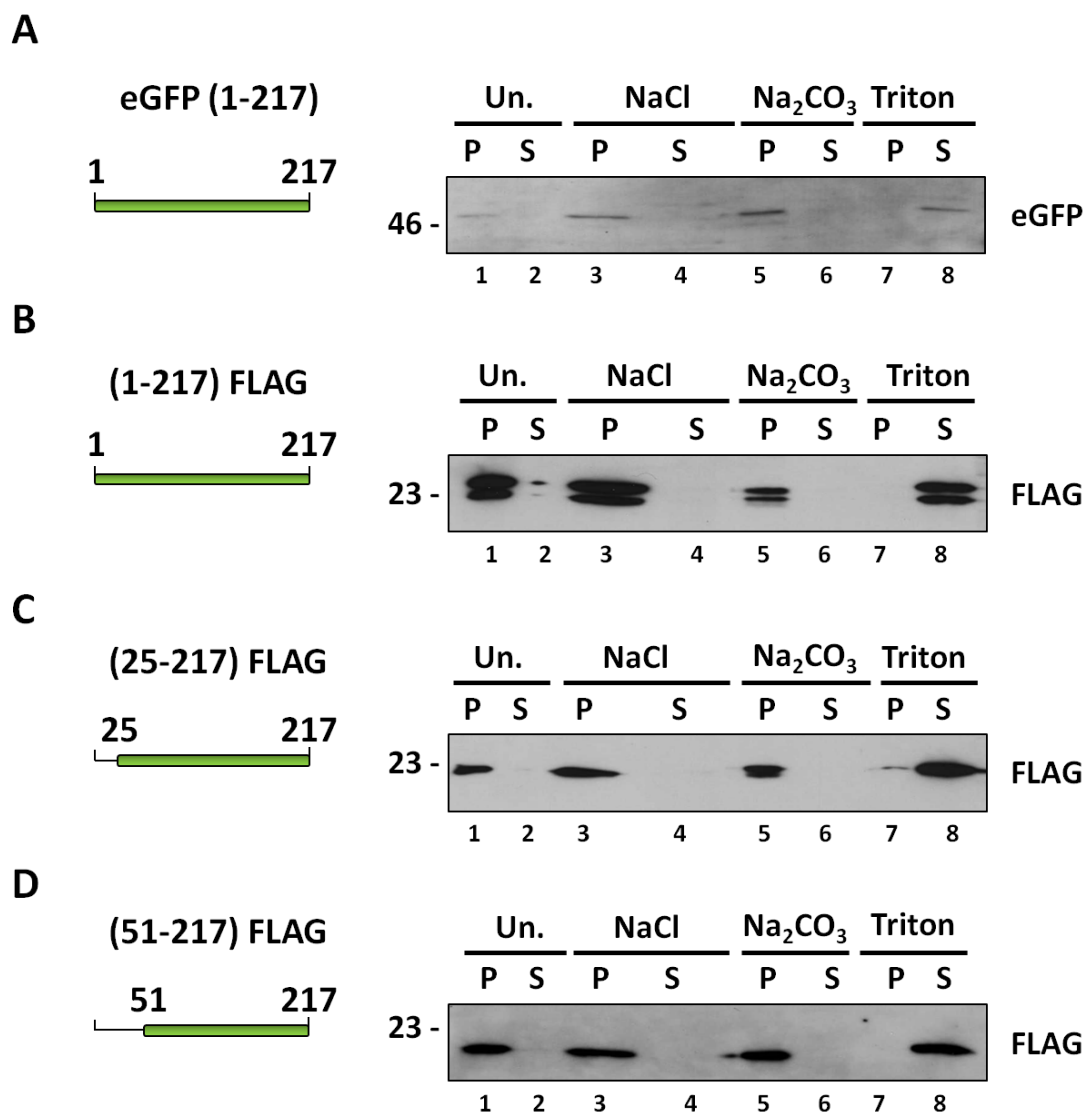 A
eGFP (1-217)
1 217
Un. NaCl Na₂CO₃ Triton
P S P S P S P S
46 -
eGFP
1 2 3 4 5 6 7 8
B
(1-217) FLAG
1 217
Un. NaCl Na₂CO₃ Triton
P S P S P S P S
23 -
FLAG
1 2 3 4 5 6 7 8
C
(25-217) FLAG
25 217
Un. NaCl Na₂CO₃ Triton
P S P S P S P S
23 -
FLAG
1 2 3 4 5 6 7 8
D
(51-217) FLAG
51 217
Un. NaCl Na₂CO₃ Triton
P S P S P S P S
23 -
FLAG
1 2 3 4 5 6 7 8